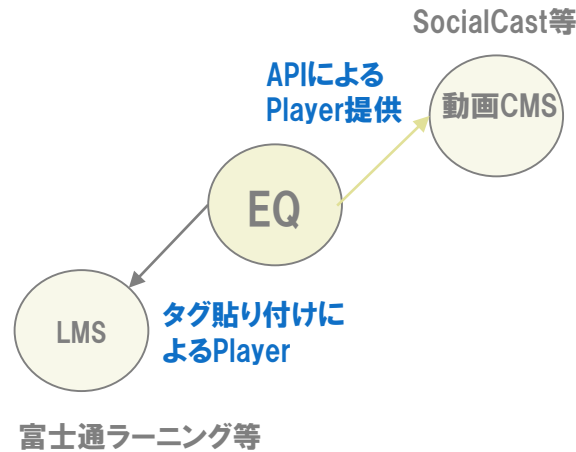 SocialCast等
APIによる
Player提供
動画CMS
EQ
LMS
タグ貼り付けに
よるPlayer
富士通ラーニング等